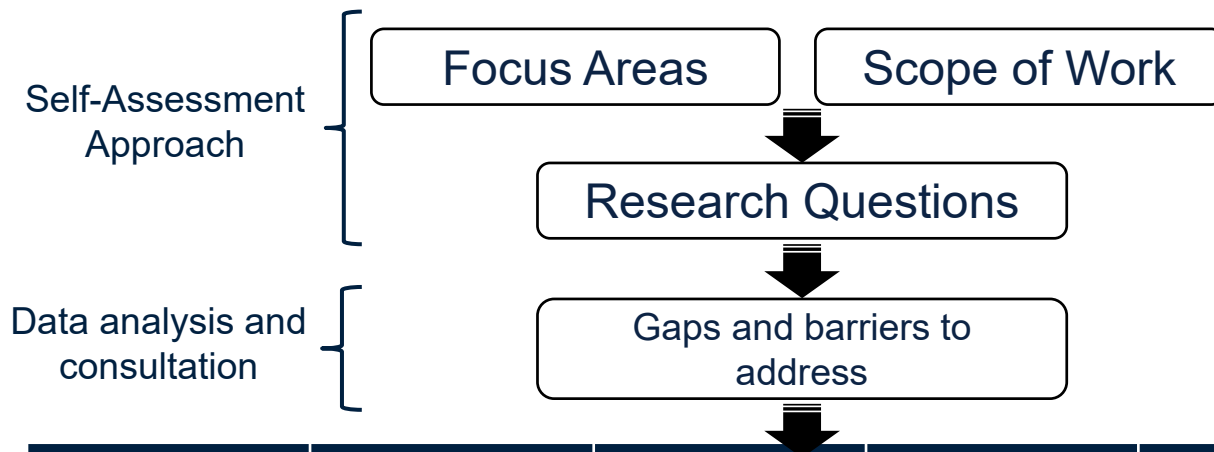 Self-Assessment
Approach
Focus Areas
Scope of Work
Research Questions
Data analysis and
consultation
Gaps and barriers to
address